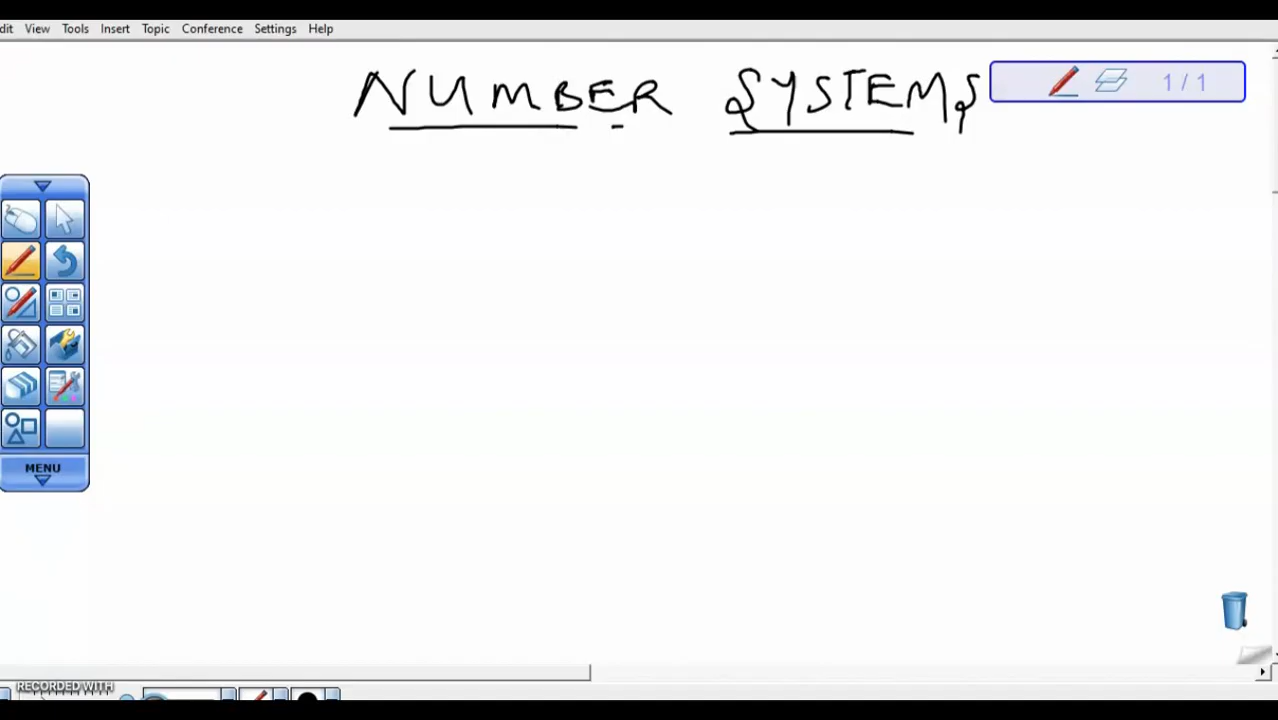 dit View Tools Insert Topic Conference Settings Help
NUMBER SYSTEMS
1 / 1
MENU
RECORDED WITH